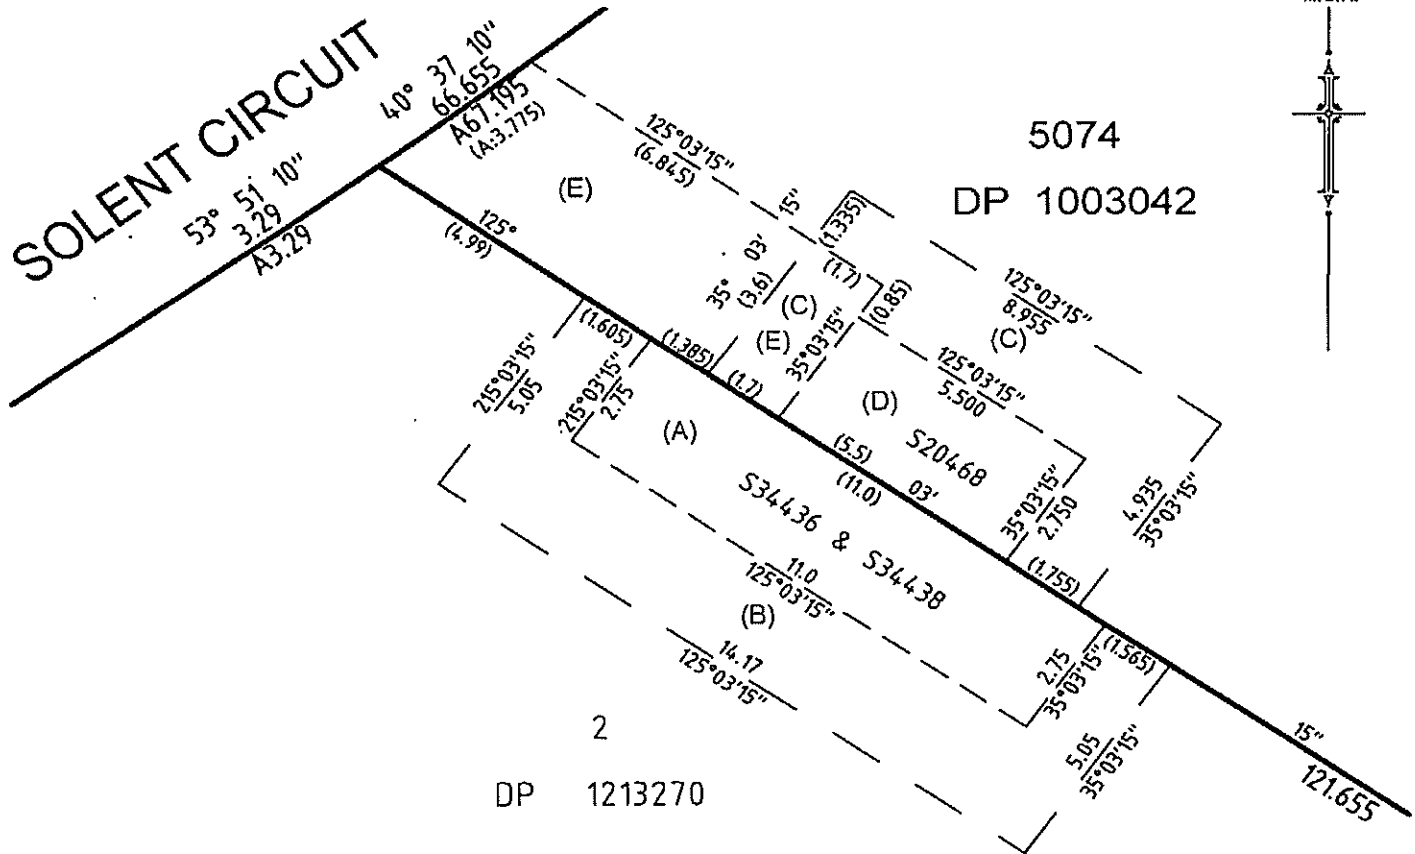 SOLENT CIRCUIT
40° 37 10"
66.655
A67.195
(A:3.775)
53° 51 10"
3.29
A3.29
5074
DP 1003042
125°03'15"
(6.845)
(E)
125°
(4.99)
15"
03'
35°
(3.6)
(1.335)
(1.7)
(0.85)
(C)
(E)
35°03'15"
125°03'15"
8.955
(C)
125°03'15"
5.500
(D)
S20468
(1.605)
(1.385)
(1.7)
215°03'15"
5.05
215°03'15"
2.75
(A)
(5.5)
(11.0)
03'
35°03'15"
2.750
4.935
35°03'15"
(1.755)
S34436 & S34438
11.0
125°03'15"
(B)
14.17
125°03'15"
2.75
35°03'15"
(1.565)
5.05
35°03'15"
15"
121.655
2
DP 1213270